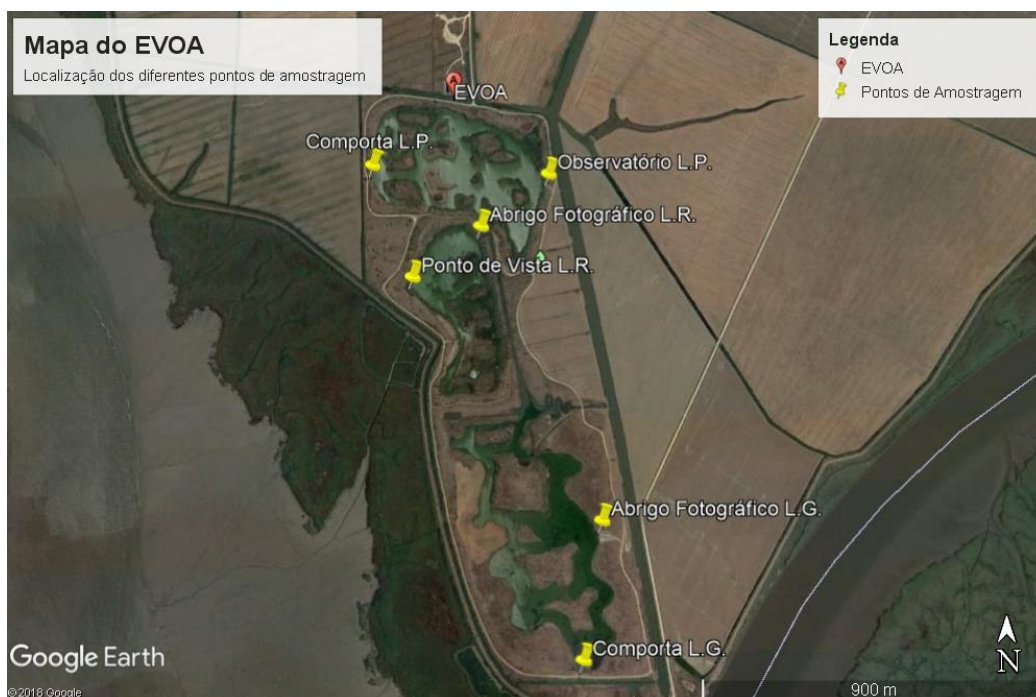 Mapa do EVOA
Localização dos diferentes pontos de amostragem
Legenda
EVOA
Pontos de Amostragem
A
EVOA
Comporta L.P.
Observatório L.P.
Abrigo Fotográfico L.R.
Ponto de Vista L.R.
Abrigo Fotográfico L.G.
Comporta L.G.
Google Earth
©2018 Google
N
900 m